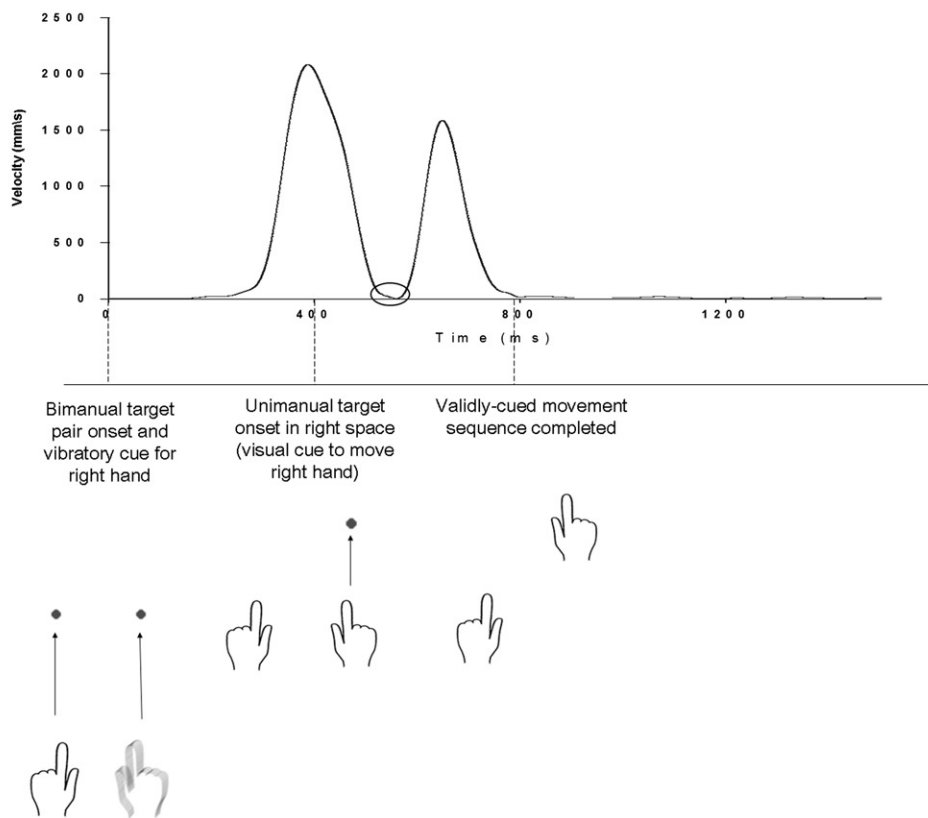 2500
2000
1500
1000
500
0
Velocity (mm\s)
0 400 800 1200
Time (ms)
Bimanual target
pair onset and
vibratory cue for
right hand
Unimanual target
onset in right space
(visual cue to move
right hand)
Validly-cued movement
sequence completed